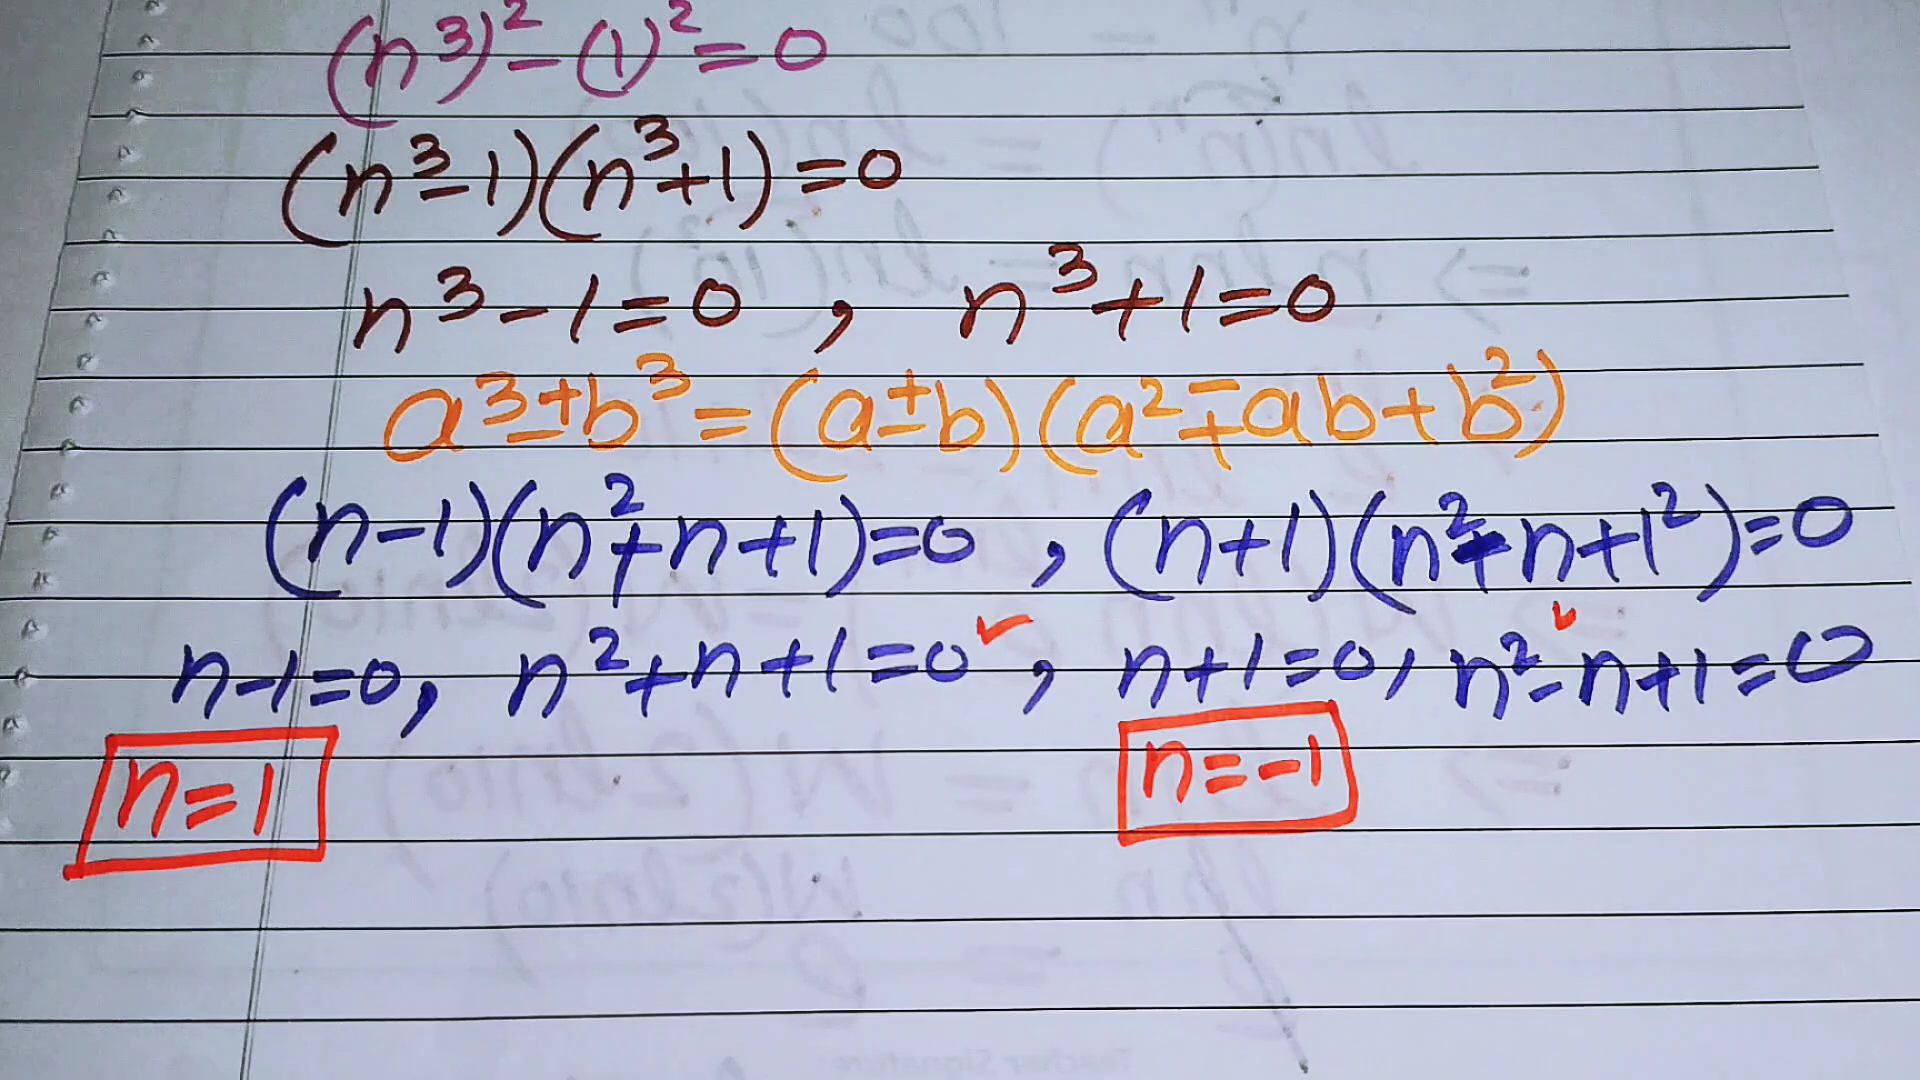 (n³)² - (1)² = 0
(n³-1)(n³+1) = 0
n³-1=0 , n³+1=0
a³±b³ = (a±b)(a²∓ab+b²)
(n-1)(n²+n+1)=0 , (n+1)(n²-n+1²)=0
n-1=0, n²+n+1=0 ✓, n+1=0, n²-n+1=0 ✓
n=1 n=-1